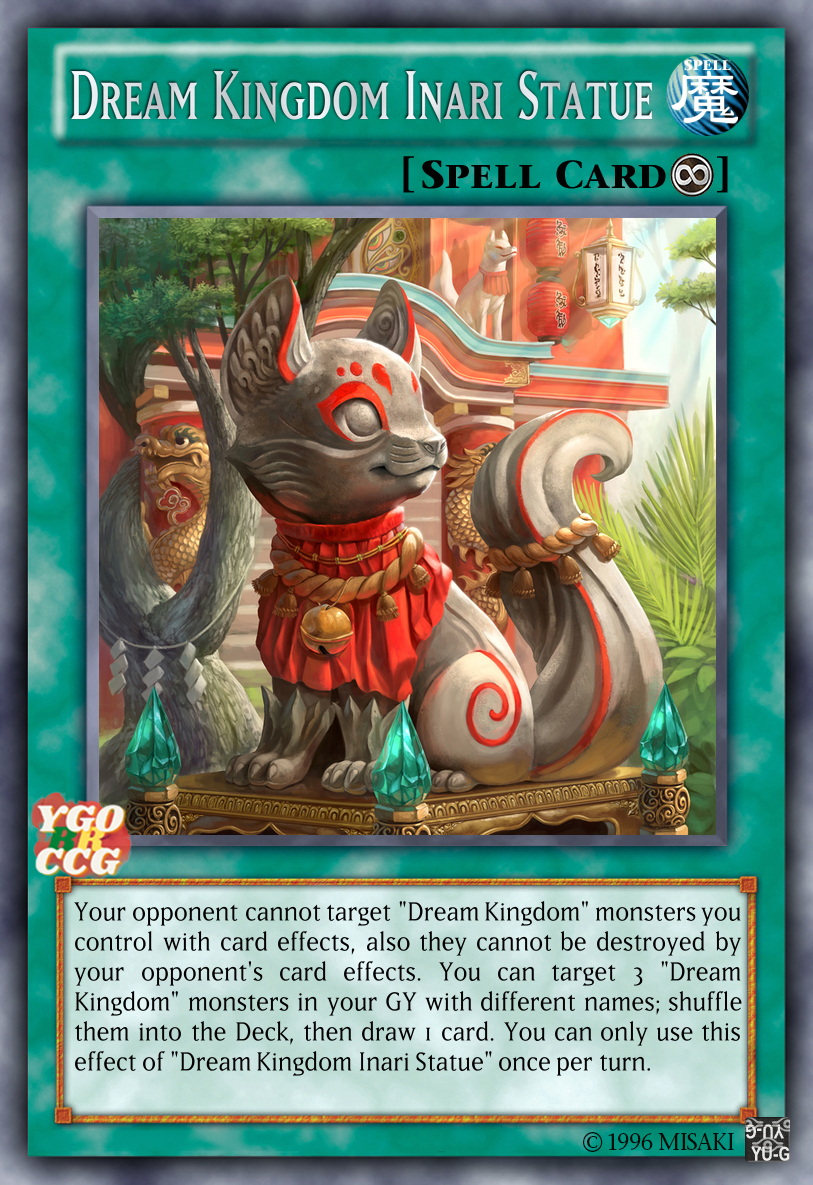 DREAM KINGDOM INARI STATUE
SPELL
魔
[SPELL CARD∞]
YGO
BR
CCG
Your opponent cannot target "Dream Kingdom" monsters you
control with card effects, also they cannot be destroyed by
your opponent's card effects. You can target 3 "Dream
Kingdom" monsters in your GY with different names; shuffle
them into the Deck, then draw 1 card. You can only use this
effect of "Dream Kingdom Inari Statue" once per turn.
© 1996 MISAKI
YU-G
YU-G